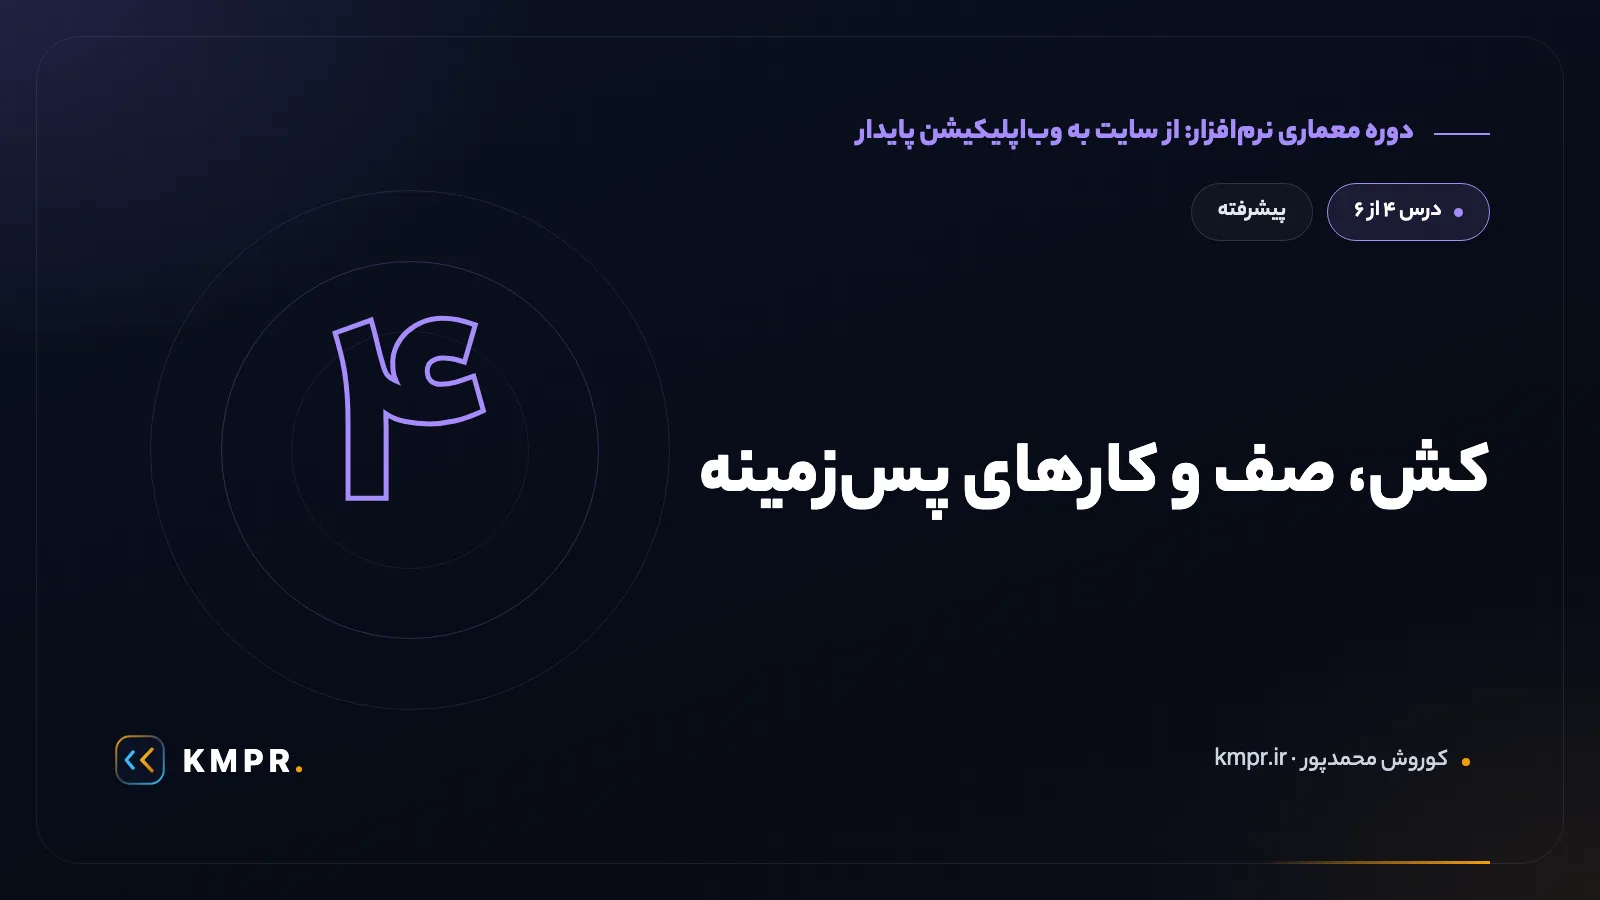 دوره معماری نرم‌افزار: از سایت به وب‌اپلیکیشن پایدار
درس ۴ از ۶
پیشرفته
۴
کش، صف و کارهای پس‌زمینه
کوروش محمدپور · kmpr.ir
KMPR.